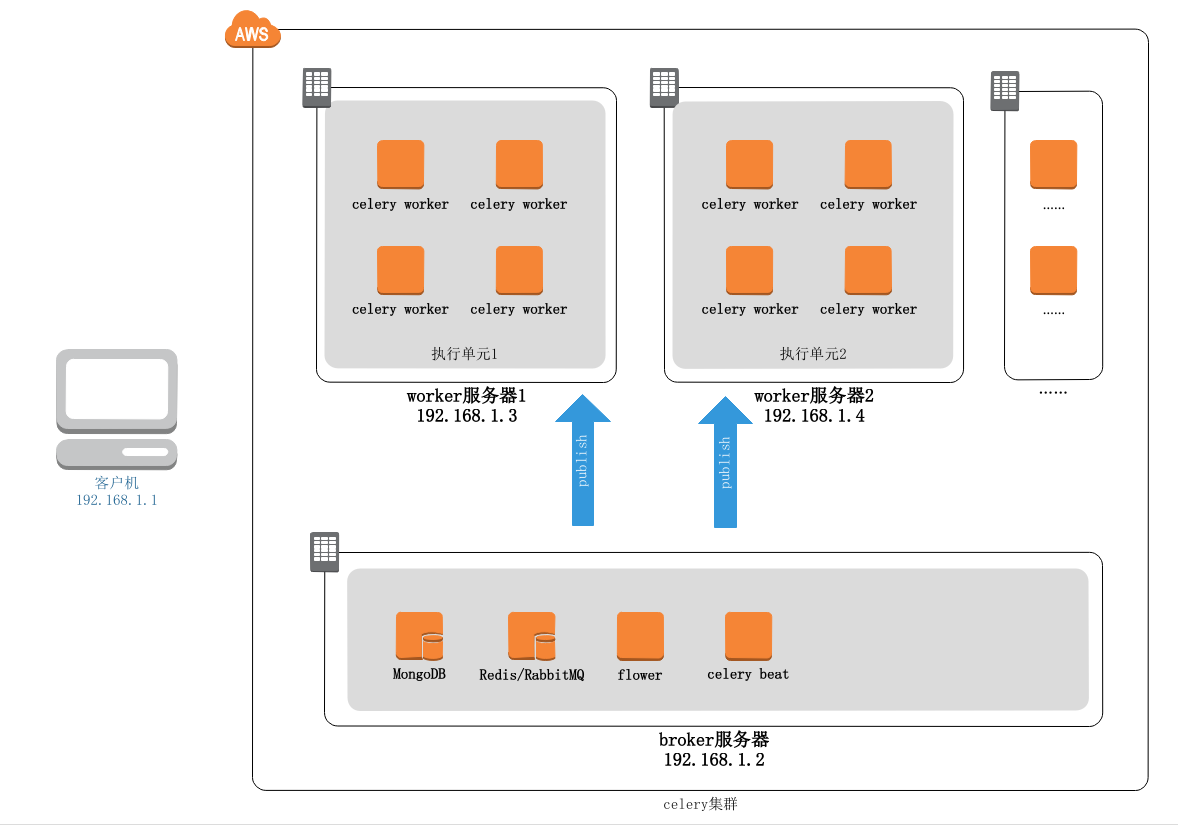 AWS
celery worker
celery worker
celery worker
celery worker
执行单元1
worker服务器1
192.168.1.3
celery worker
celery worker
celery worker
celery worker
执行单元2
worker服务器2
192.168.1.4
......
......
......
客户机
192.168.1.1
publish
publish
MongoDB
Redis/RabbitMQ
flower
celery beat
broker服务器
192.168.1.2
celery集群